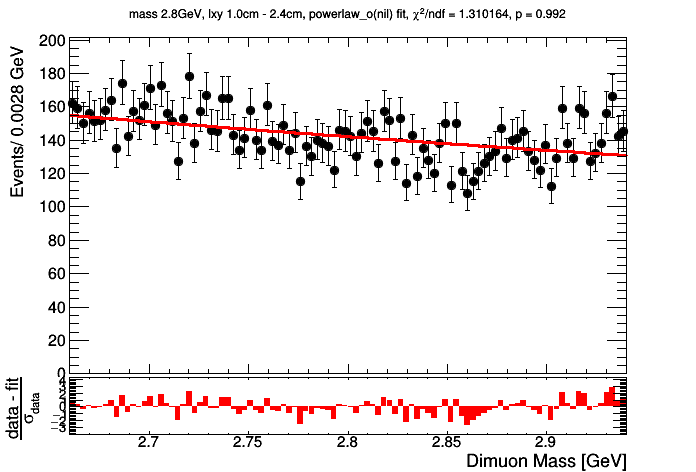 mass 2.8GeV, lxy 1.0cm - 2.4cm, powerlaw_o(nil) fit, χ²/ndf = 1.310164, p = 0.992
Events/ 0.0028 GeV
200
180
160
140
120
100
80
60
40
20
0
data - fit
σdata
4
2
1
0
−2
−3
2.7 2.75 2.8 2.85 2.9
Dimuon Mass [GeV]